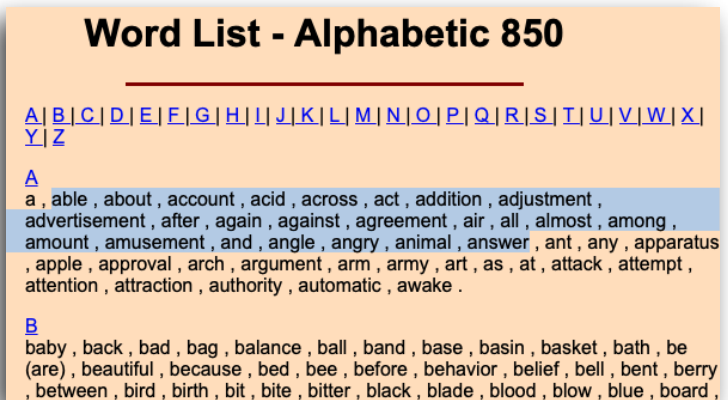 Word List - Alphabetic 850
A | B | C | D | E | F | G | H | I | J | K | L | M | N | O | P | Q | R | S | T | U | V | W | X |
Y | Z
A
a , able , about , account , acid , across , act , addition , adjustment ,
advertisement , after , again , against , agreement , air , all , almost , among ,
amount , amusement , and , angle , angry , animal , answer , ant , any , apparatus
, apple , approval , arch , argument , arm , army , art , as , at , attack , attempt ,
attention , attraction , authority , automatic , awake .
B
baby , back , bad , bag , balance , ball , band , base , basin , basket , bath , be
(are) , beautiful , because , bed , bee , before , behavior , belief , bell , bent , berry
, between , bird , birth , bit , bite , bitter , black , blade , blood , blow , blue , board ,